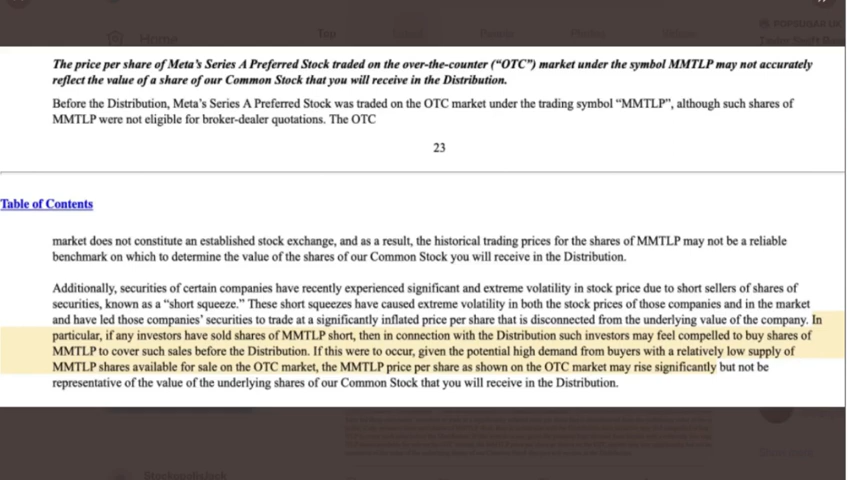 Home
Top
Photos
Videos
POPSUGAR UK
The price per share of Meta's Series A Preferred Stock traded on the over-the-counter ("OTC") market under the symbol MMTLP may not accurately
reflect the value of a share of our Common Stock that you will receive in the Distribution.
Before the Distribution, Meta's Series A Preferred Stock was traded on the OTC market under the trading symbol “MMTLP”, although such shares of
MMTLP were not eligible for broker-dealer quotations. The OTC
23
Table of Contents
market does not constitute an established stock exchange, and as a result, the historical trading prices for the shares of MMTLP may not be a reliable
benchmark on which to determine the value of the shares of our Common Stock you will receive in the Distribution.
Additionally, securities of certain companies have recently experienced significant and extreme volatility in stock price due to short sellers of shares of
securities, known as a “short squeeze.” These short squeezes have caused extreme volatility in both the stock prices of those companies and in the market
and have led those companies’ securities to trade at a significantly inflated price per share that is disconnected from the underlying value of the company. In
particular, if any investors have sold shares of MMTLP short, then in connection with the Distribution such investors may feel compelled to buy shares of
MMTLP to cover such sales before the Distribution. If this were to occur, given the potential high demand from buyers with a relatively low supply of
MMTLP shares available for sale on the OTC market, the MMTLP price per share as shown on the OTC market may rise significantly but not be
representative of the value of the underlying shares of our Common Stock that you will receive in the Distribution.